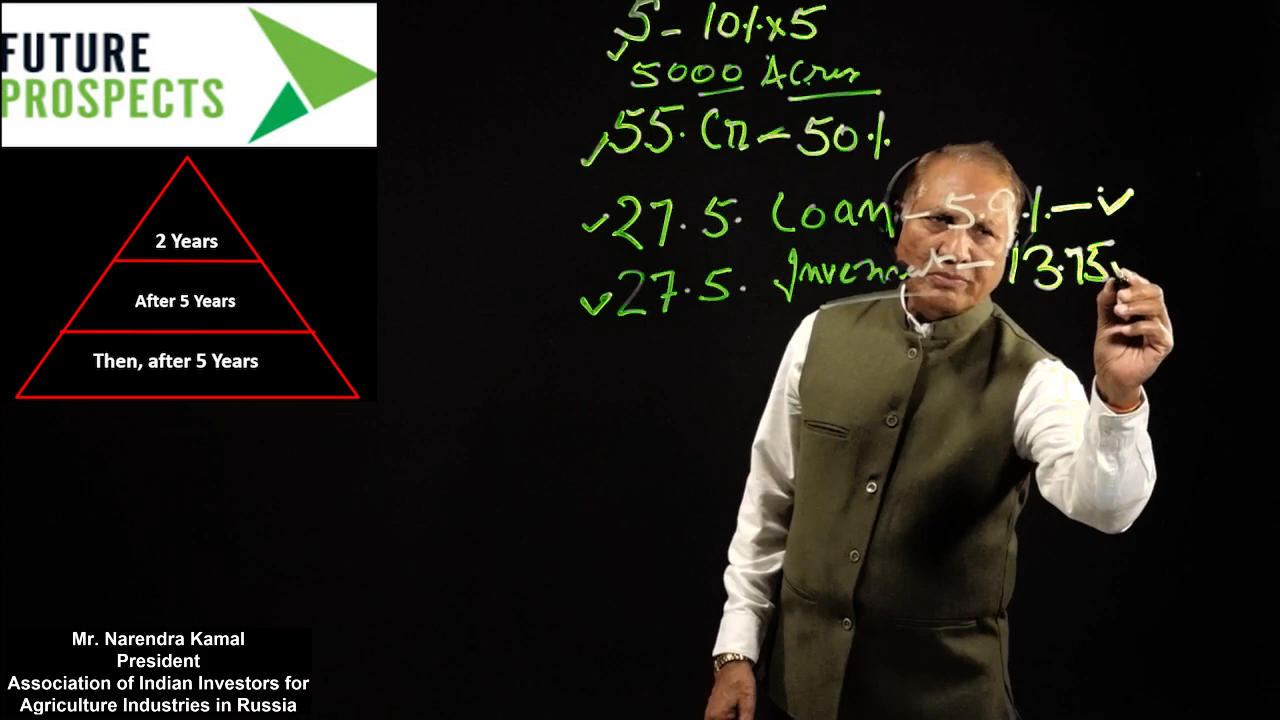 FUTURE
PROSPECTS
2 Years
After 5 Years
Then, after 5 Years
5 - 10% x 5
5000 Acres
55. Cr - 50%
27.5. Loan - 5. % -
27.5. - 13.75
Mr. Narendra Kamal
President
Association of Indian Investors for
Agriculture Industries in Russia